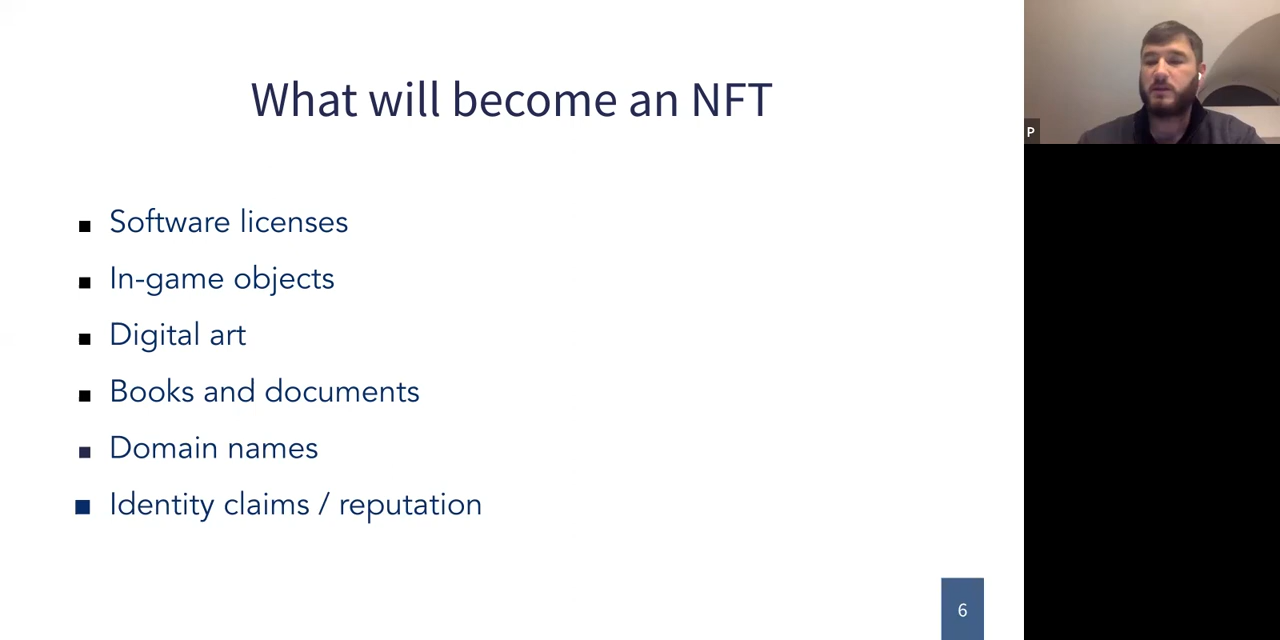 What will become an NFT
Software licenses
In-game objects
Digital art
Books and documents
Domain names
Identity claims / reputation
6
P